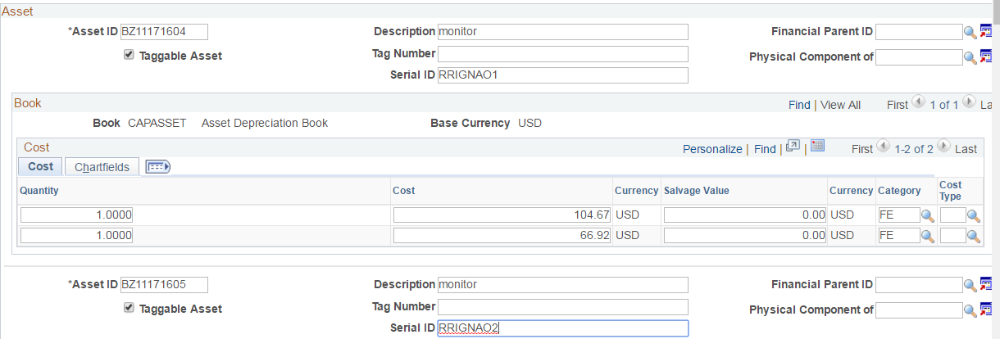 Asset
*Asset ID BZ11171604 Description monitor Financial Parent ID
Taggable Asset Tag Number Physical Component of
Serial ID RRIGNAO1
Book Find | View All First 1 of 1 La
Book CAPASSET Asset Depreciation Book Base Currency USD
Cost Personalize | Find | | First 1-2 of 2 Last
Cost Chartfields
Quantity Cost Currency Salvage Value Currency Category Cost Type
1.0000 104.67 USD 0.00 USD FE
1.0000 66.92 USD 0.00 USD FE
*Asset ID BZ11171605 Description monitor Financial Parent ID
Taggable Asset Tag Number Physical Component of
Serial ID RRIGNAO2